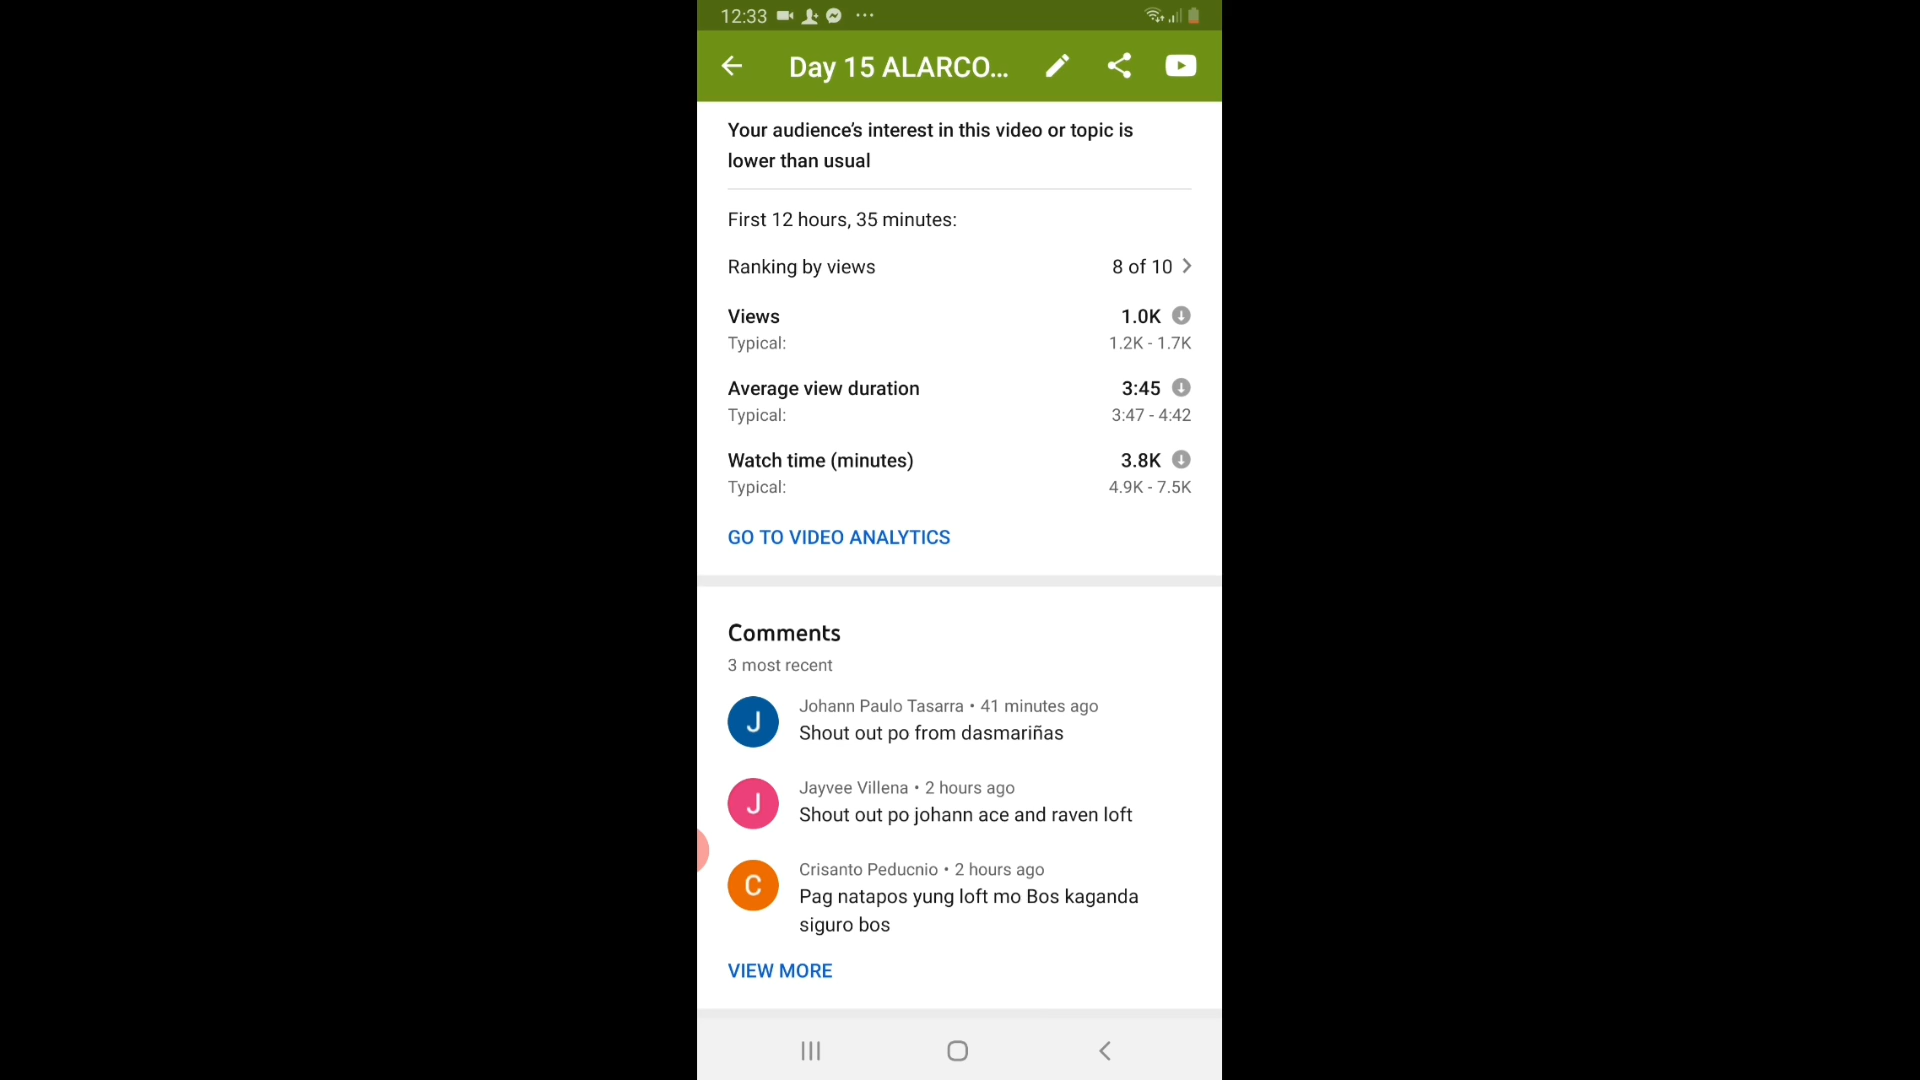 12:33
Day 15 ALARCO...
Your audience's interest in this video or topic is
lower than usual
First 12 hours, 35 minutes:
Ranking by views 8 of 10
Views 1.0K
Typical: 1.2K - 1.7K
Average view duration 3:45
Typical: 3:47 - 4:42
Watch time (minutes) 3.8K
Typical: 4.9K - 7.5K
GO TO VIDEO ANALYTICS
Comments
3 most recent
J Johann Paulo Tasarra • 41 minutes ago
Shout out po from dasmariñas
J Jayvee Villena • 2 hours ago
Shout out po johann ace and raven loft
C Crisanto Peducnio • 2 hours ago
Pag natapos yung loft mo Bos kaganda
siguro bos
VIEW MORE